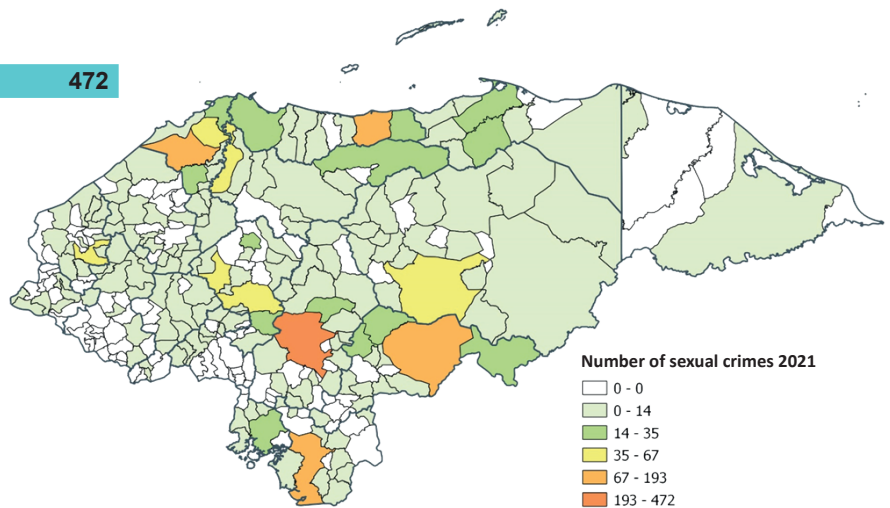 472
Number of sexual crimes 2021
0 - 0
0 - 14
14 - 35
35 - 67
67 - 193
193 - 472